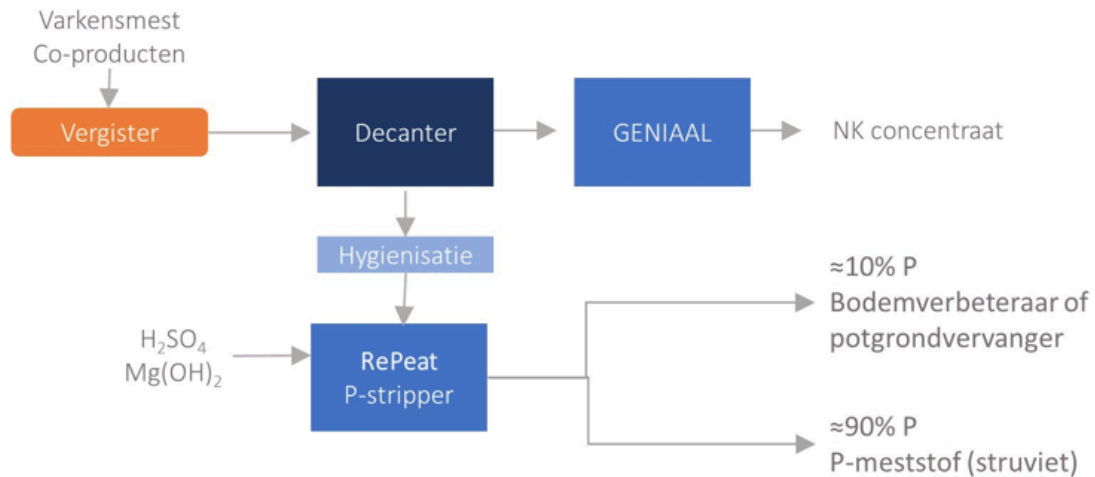 Varkensmest
Co-producten
Vergister
Decanter
GENIAAL
NK concentraat
Hygienisatie
H₂SO₄
Mg(OH)₂
RePeat
P-stripper
≈10% P
Bodemverbeteraar of
potgrondvervanger
≈90% P
P-meststof (struviet)